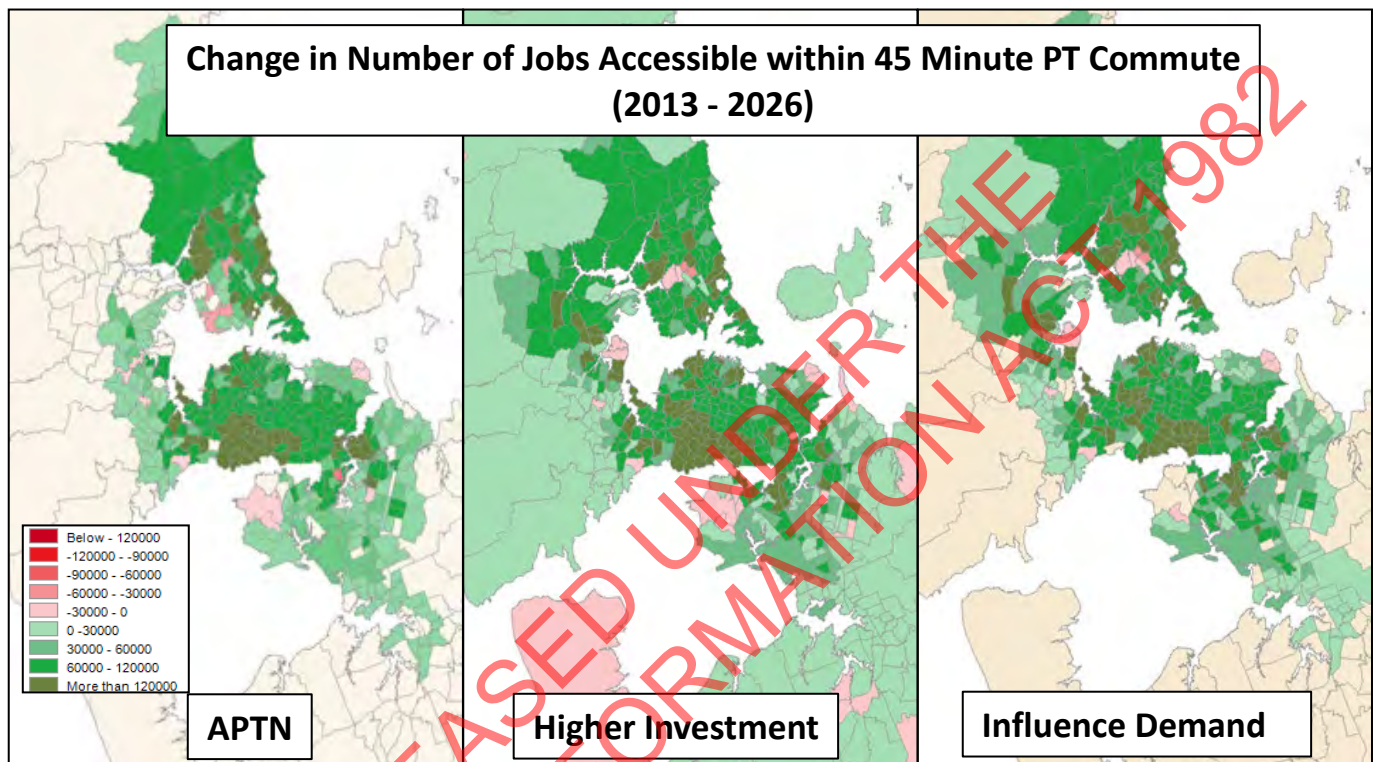 Change in Number of Jobs Accessible within 45 Minute PT Commute
(2013 - 2026)
Below - 120000
-120000 - -90000
-90000 - -60000
-60000 - -30000
-30000 - 0
0 -30000
30000 - 60000
60000 - 120000
More than 120000
APTN
Higher Investment
Influence Demand
ASED UNDER THE
FORMATION ACT 1982